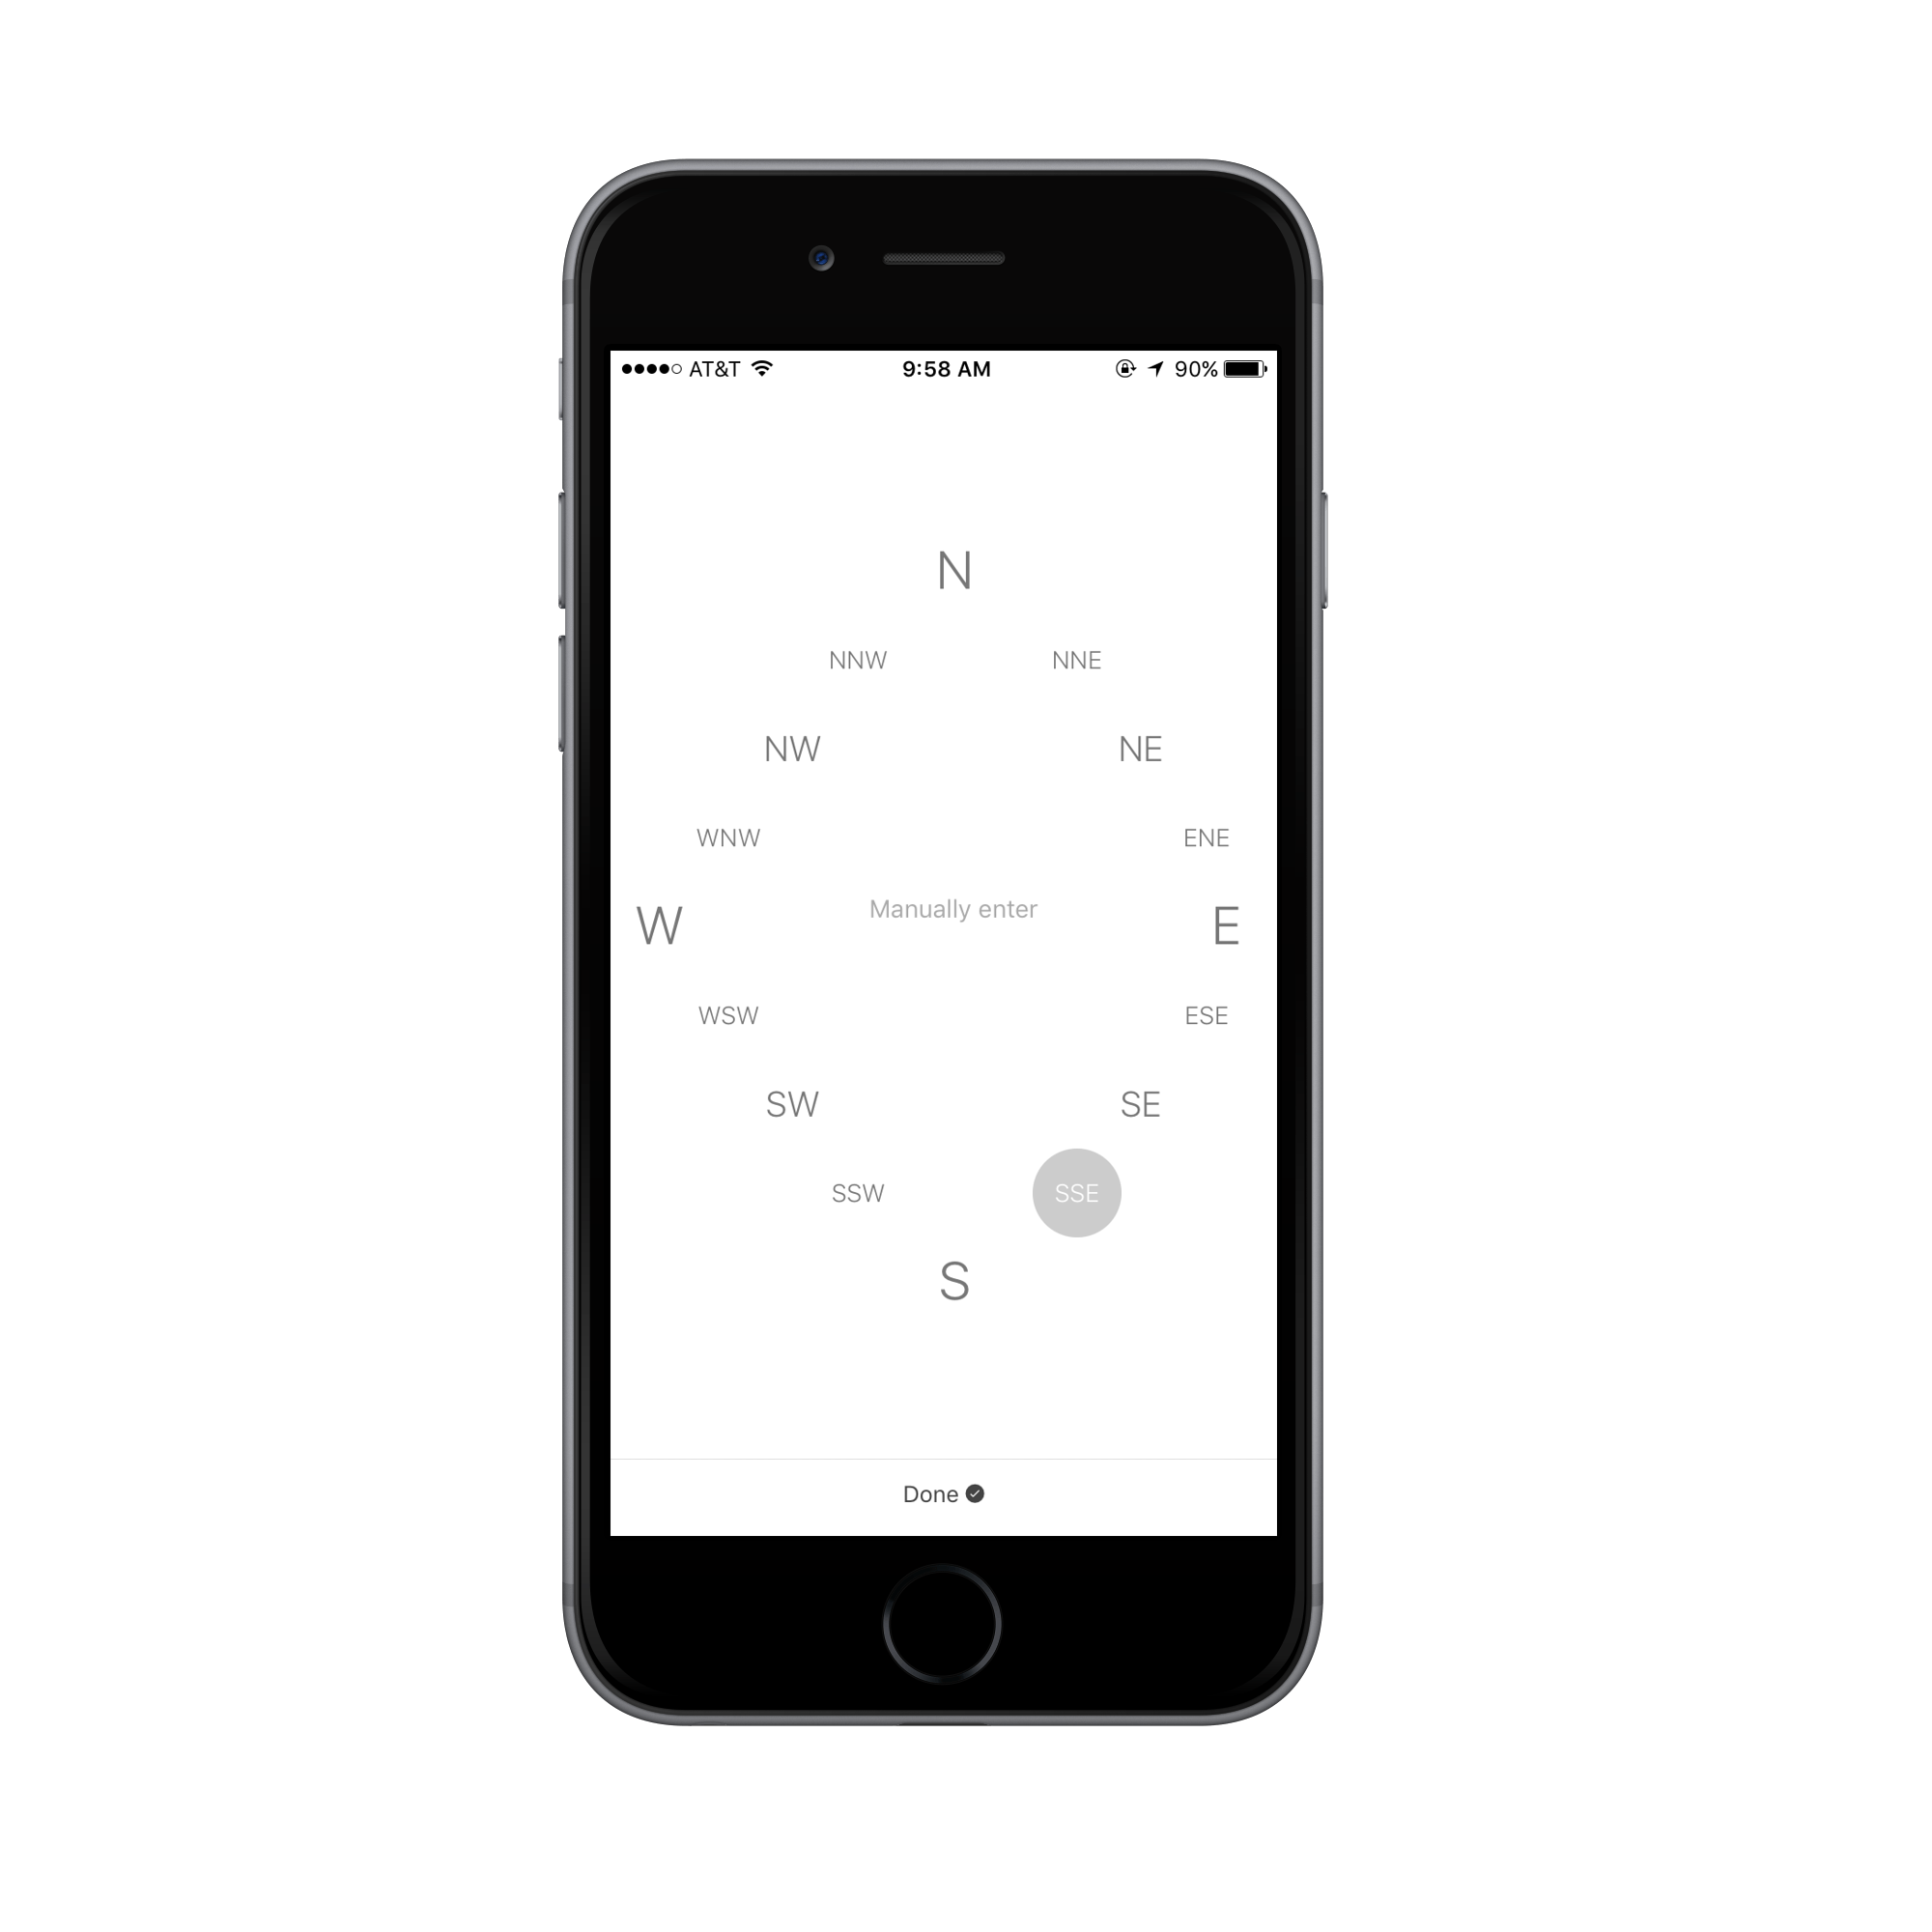 AT&T 9:58 AM 90%
N
NNW NNE
NW NE
WNW ENE
Manually enter
W E
WSW ESE
SW SE
SSW SSE
S
Done